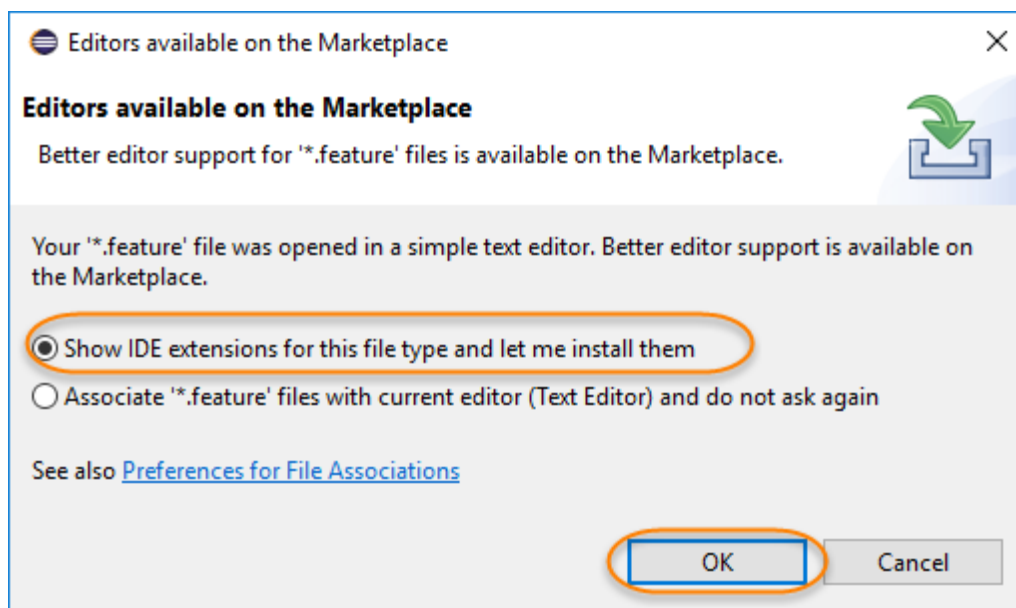 Editors available on the Marketplace
Editors available on the Marketplace
Better editor support for '*.feature' files is available on the Marketplace.
Your '*.feature' file was opened in a simple text editor. Better editor support is available on
the Marketplace.
Show IDE extensions for this file type and let me install them
Associate '*.feature' files with current editor (Text Editor) and do not ask again
See also Preferences for File Associations
OK Cancel